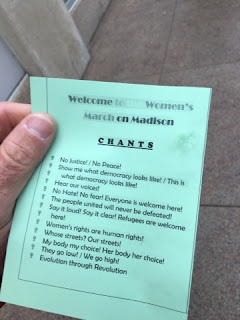 Welcome to Women's
March on Madison
CHANTS
No Justice! / No Peace!
Show me what democracy looks like! / This is
what democracy looks like!
Hear our voices!
No Hate! No fear! Everyone is welcome here!
The people united will never be defeated!
Say it loud! Say it clear! Refugees are welcome
here!
Women's rights are human rights!
Whose streets? Our streets!
My body my choice! Her body her choice!
They go low! / We go high!
Evolution through Revolution